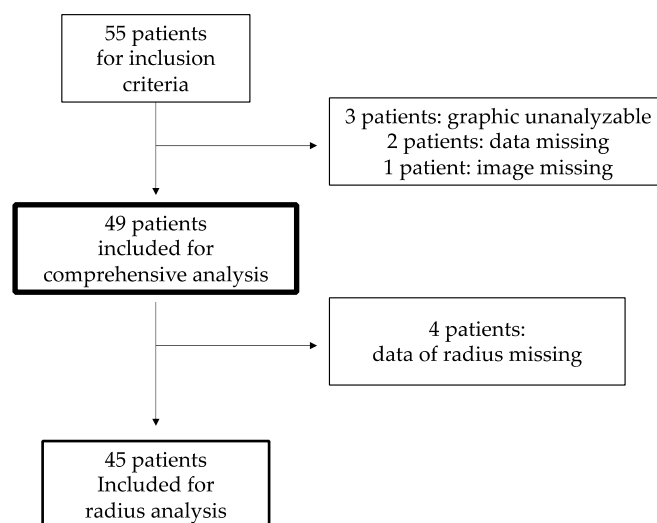 55 patients
for inclusion
criteria
3 patients: graphic unanalyzable
2 patients: data missing
1 patient: image missing
49 patients
included for
comprehensive analysis
4 patients:
data of radius missing
45 patients
Included for
radius analysis